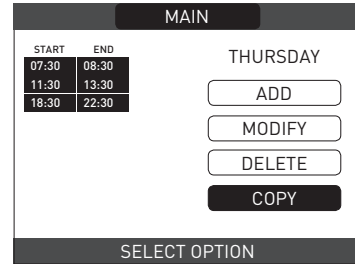 MAIN
START END
07:30 08:30
11:30 13:30
18:30 22:30
THURSDAY
ADD
MODIFY
DELETE
COPY
SELECT OPTION